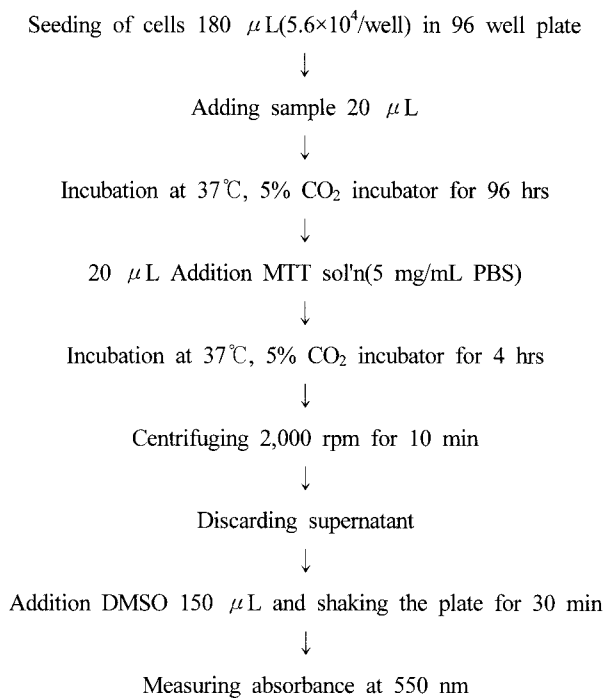 Seeding of cells 180 μL(5.6×10⁴/well) in 96 well plate
↓
Adding sample 20 μL
↓
Incubation at 37℃, 5% CO₂ incubator for 96 hrs
↓
20 μL Addition MTT sol'n(5 mg/mL PBS)
↓
Incubation at 37℃, 5% CO₂ incubator for 4 hrs
↓
Centrifuging 2,000 rpm for 10 min
↓
Discarding supernatant
↓
Addition DMSO 150 μL and shaking the plate for 30 min
↓
Measuring absorbance at 550 nm